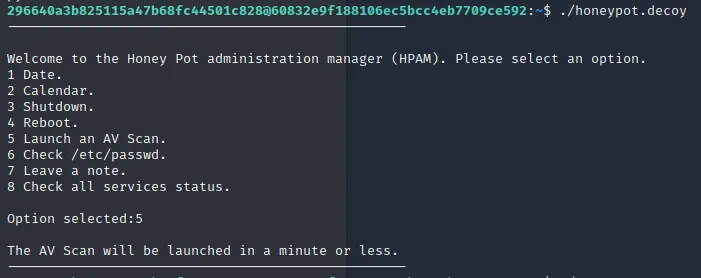 296640a3b825115a47b68fc44501c828@60832e9f188106ec5bcc4eb7709ce592:~$ ./honeypot.decoy
Welcome to the Honey Pot administration manager (HPAM). Please select an option.
1 Date.
2 Calendar.
3 Shutdown.
4 Reboot.
5 Launch an AV Scan.
6 Check /etc/passwd.
7 Leave a note.
8 Check all services status.
Option selected:5
The AV Scan will be launched in a minute or less.